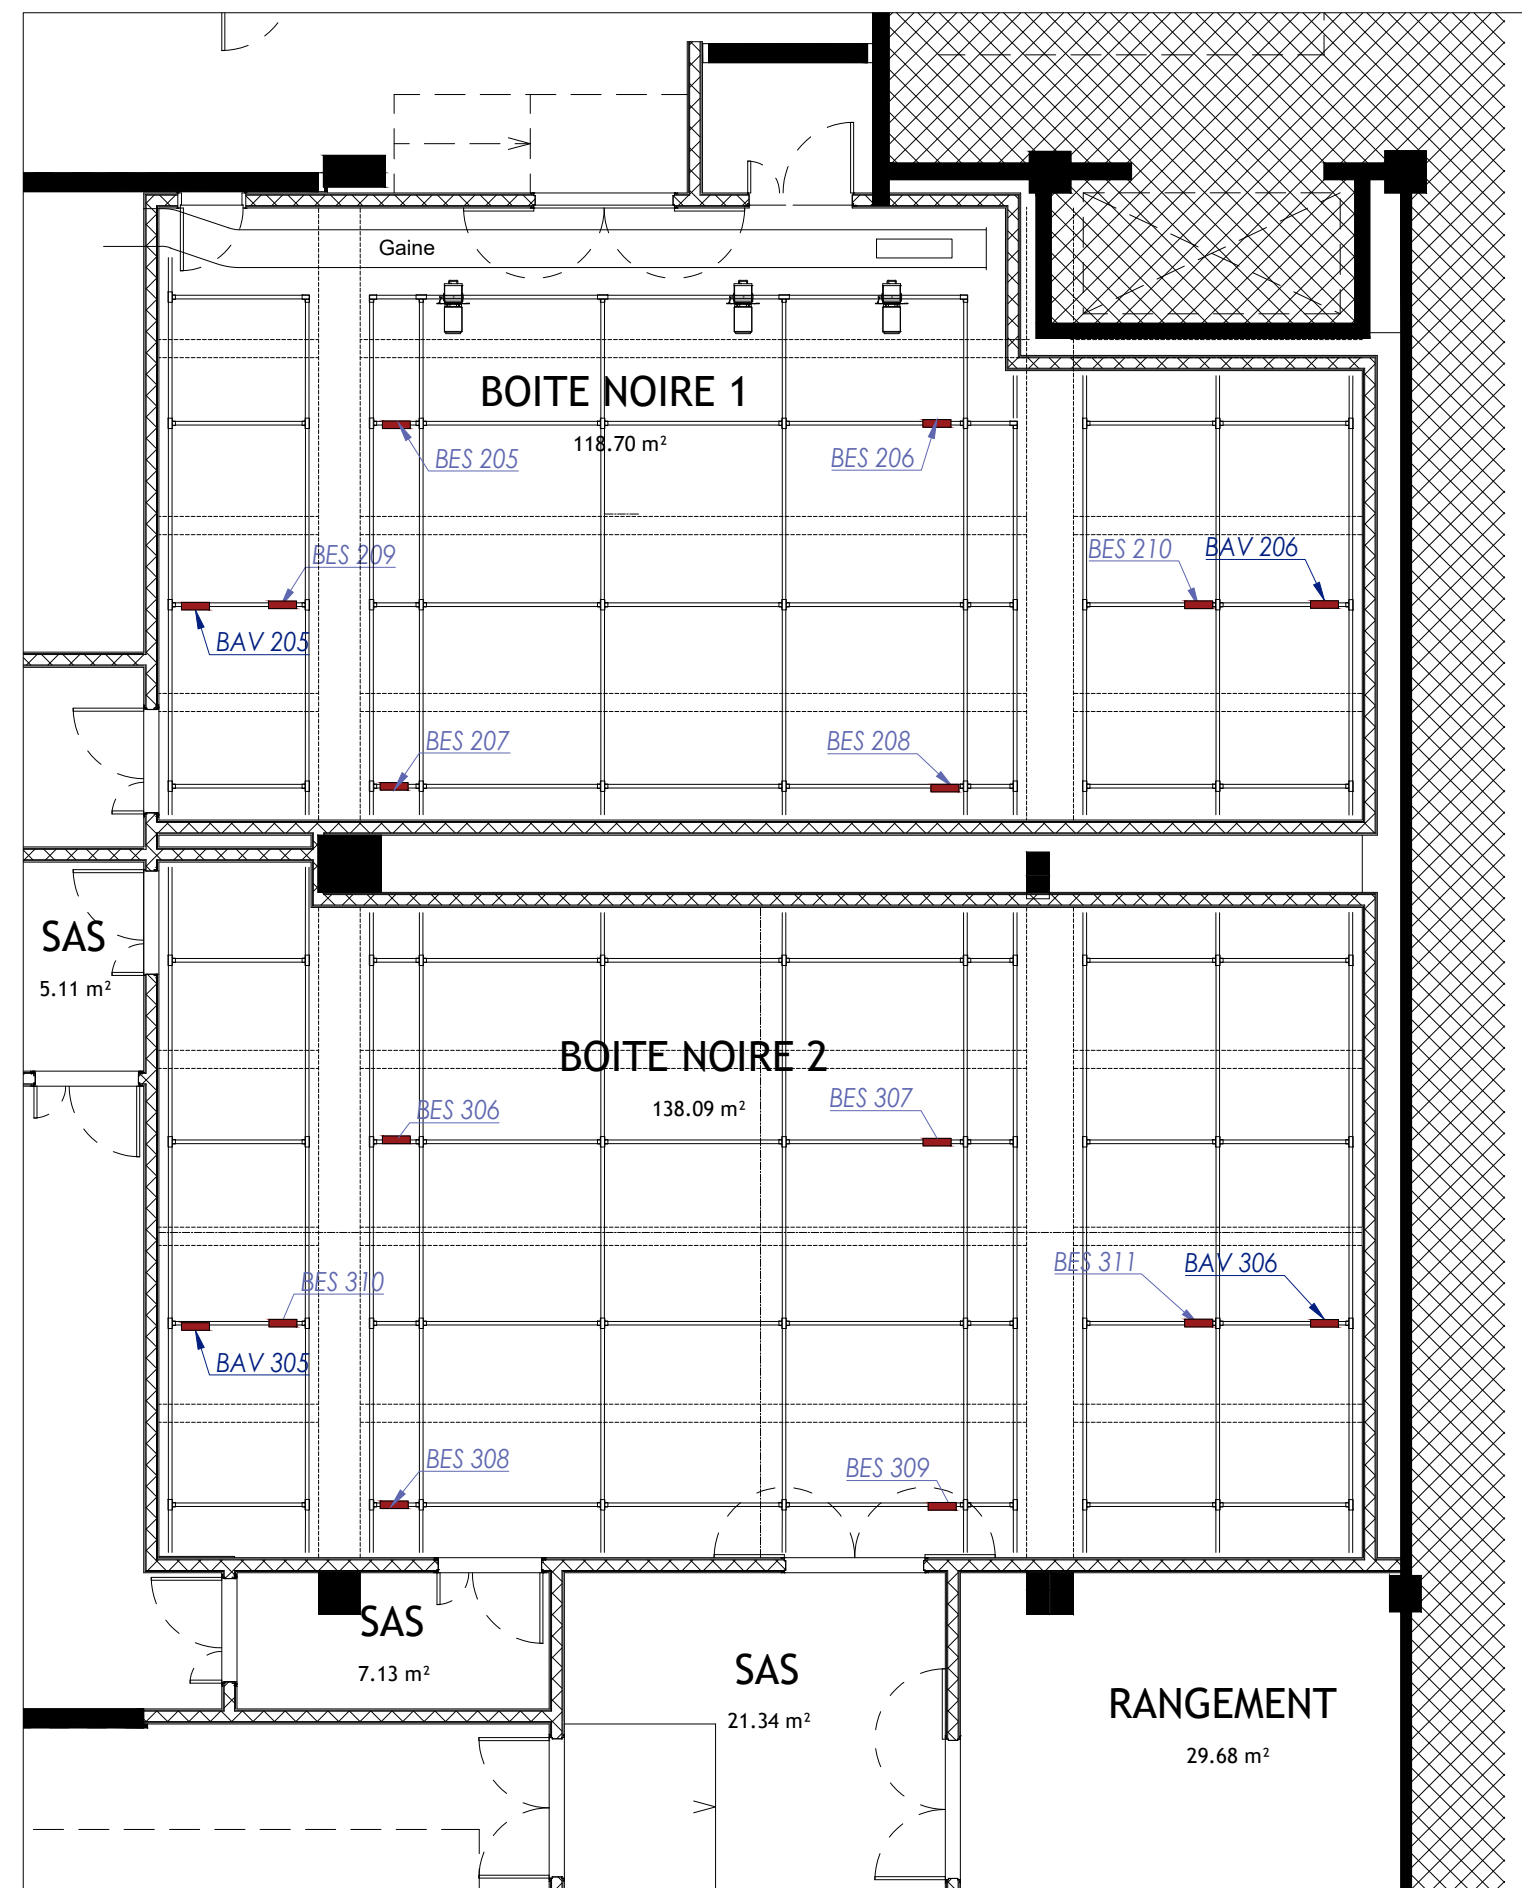 Gaine
BOITE NOIRE 1
118.70 m²
BES 205
BES 206
BES 209
BES 210
BAV 206
BAV 205
BES 207
BES 208
SAS
5.11 m²
BOITE NOIRE 2
138.09 m²
BES 306
BES 307
BES 310
BES 311
BAV 306
BAV 305
BES 308
BES 309
SAS
7.13 m²
SAS
21.34 m²
RANGEMENT
29.68 m²